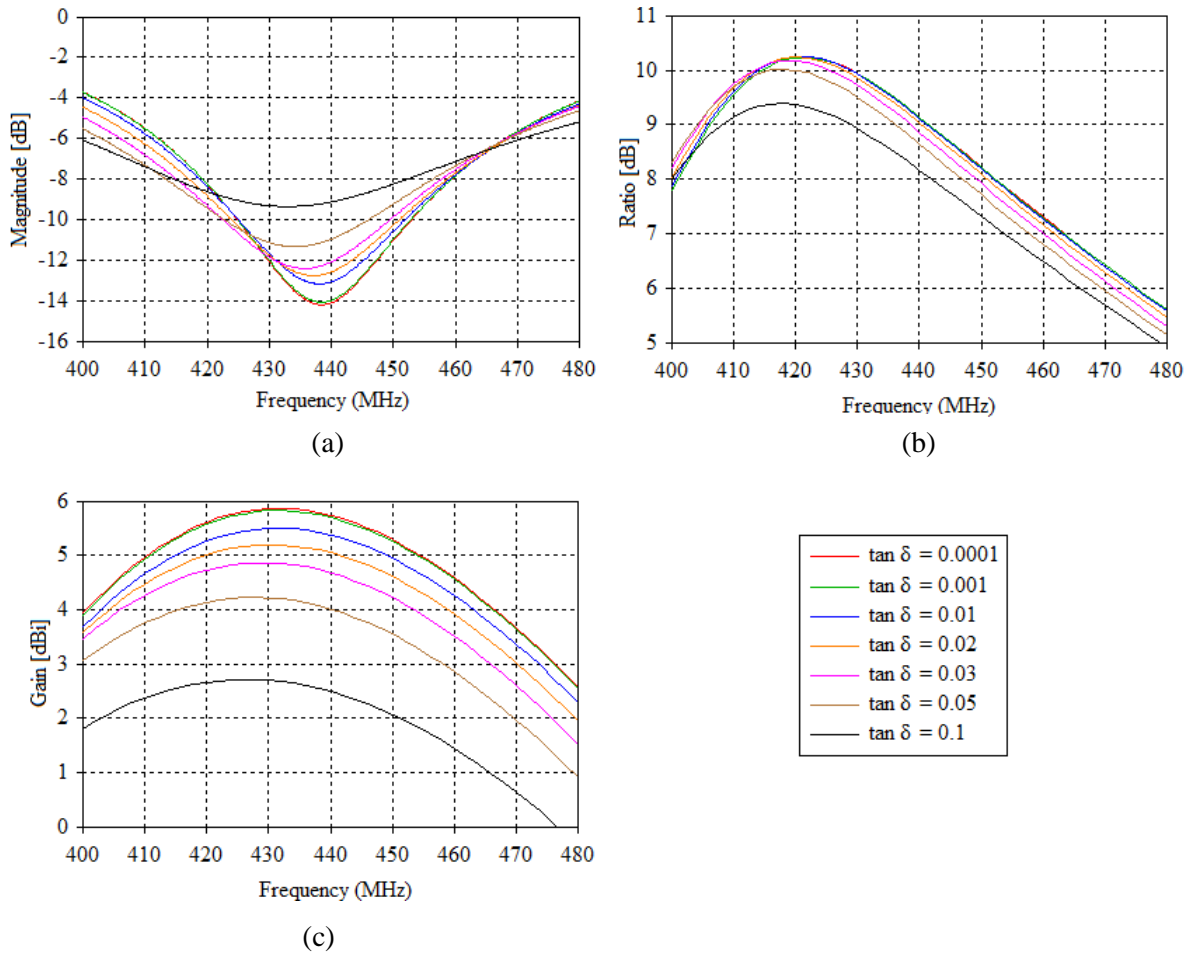 0
-2
-4
-6
-8
-10
-12
-14
-16
Magnitude [dB]
400 410 420 430 440 450 460 470 480
Frequency (MHz)
(a)
11
10
9
8
7
6
5
Ratio [dB]
400 410 420 430 440 450 460 470 480
Frequency (MHz)
(b)
6
5
4
3
2
1
0
Gain [dBi]
400 410 420 430 440 450 460 470 480
Frequency (MHz)
(c)
tan δ = 0.0001
tan δ = 0.001
tan δ = 0.01
tan δ = 0.02
tan δ = 0.03
tan δ = 0.05
tan δ = 0.1